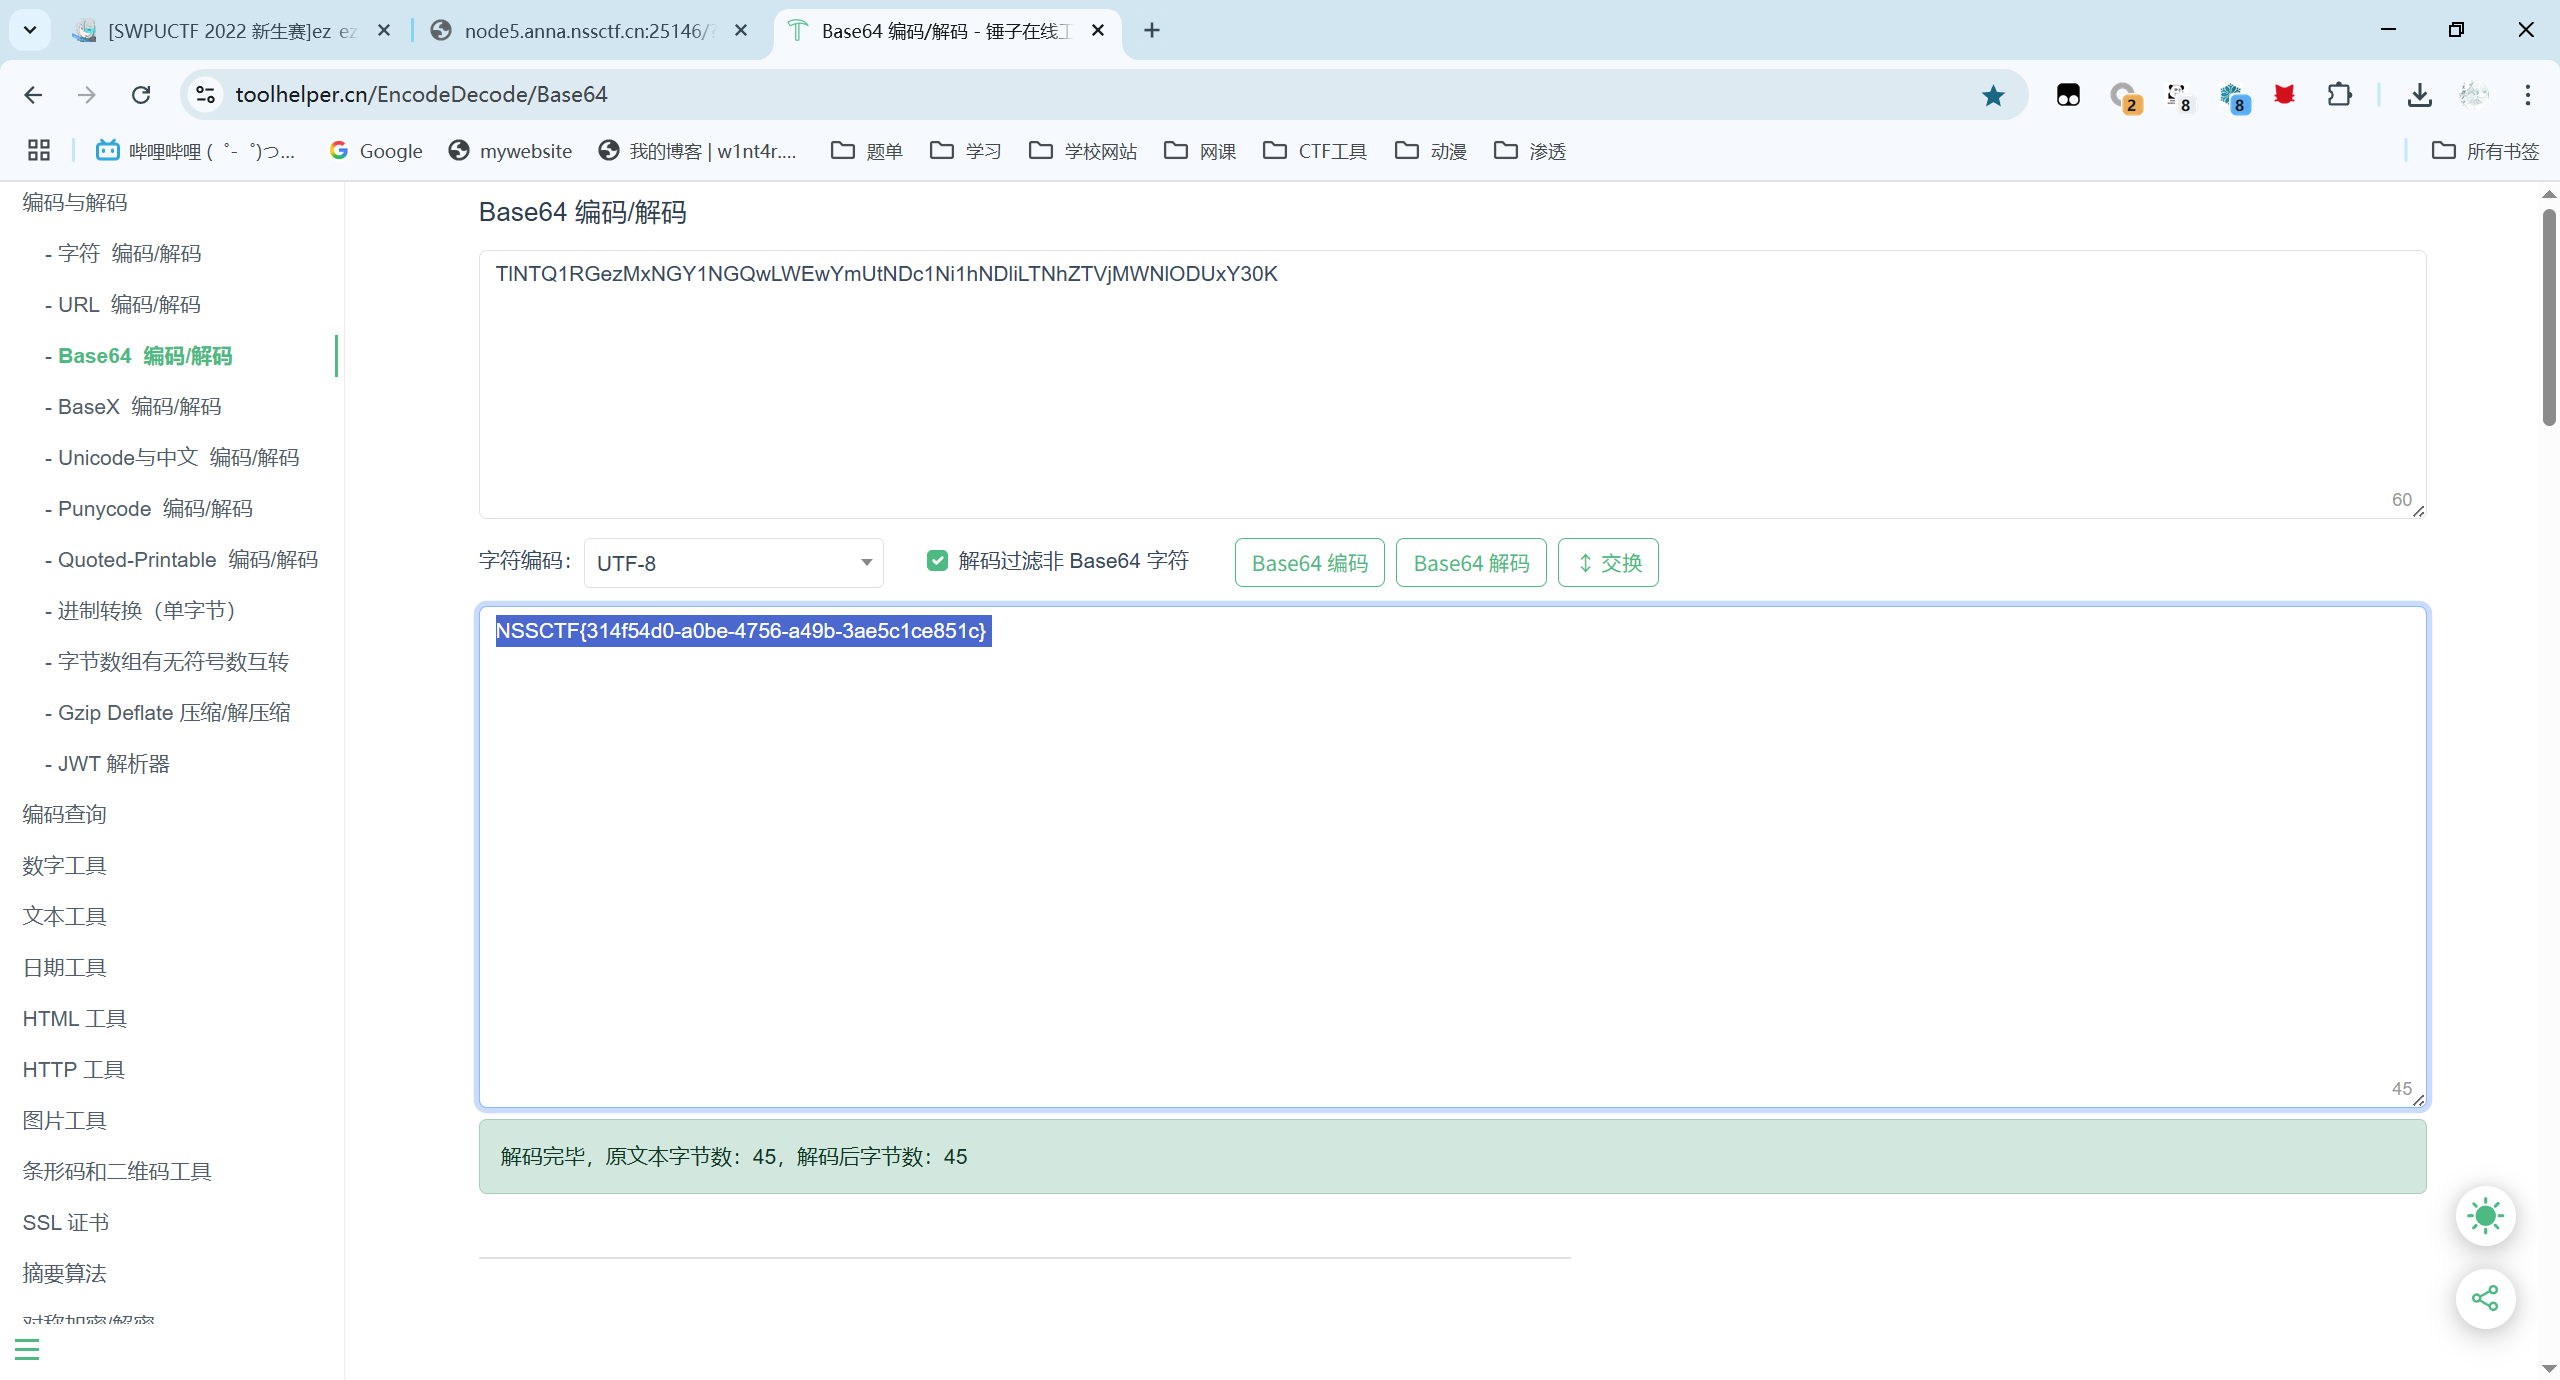 [SWPUCTF 2022 新生赛]ez ez
node5.anna.nssctf.cn:25146/?
Base64 编码/解码 - 锤子在线工
toolhelper.cn/EncodeDecode/Base64
2
8
8
哔哩哔哩 (゜-゜)つ...
Google
mywebsite
我的博客 | w1nt4r....
题单
学习
学校网站
网课
CTF工具
动漫
渗透
所有书签
编码与解码
- 字符 编码/解码
- URL 编码/解码
- Base64 编码/解码
- BaseX 编码/解码
- Unicode与中文 编码/解码
- Punycode 编码/解码
- Quoted-Printable 编码/解码
- 进制转换（单字节）
- 字节数组有无符号数互转
- Gzip Deflate 压缩/解压缩
- JWT 解析器
编码查询
数字工具
文本工具
日期工具
HTML 工具
HTTP 工具
图片工具
条形码和二维码工具
SSL 证书
摘要算法
对称加密/解密
Base64 编码/解码
TlNTQ1RGezMxNGY1NGQwLWEwYmUtNDc1Ni1hNDliLTNhZTVjMWNlODUxY30K
60
字符编码：
UTF-8
解码过滤非 Base64 字符
Base64 编码
Base64 解码
↕ 交换
NSSCTF{314f54d0-a0be-4756-a49b-3ae5c1ce851c}
45
解码完毕，原文本字节数：45，解码后字节数：45